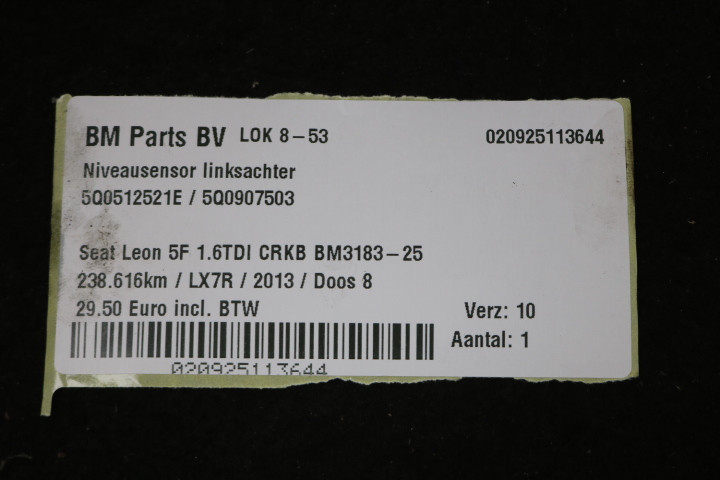 BM Parts BV LOK 8-53 020925113644
Niveausensor linksachter
5Q0512521E / 5Q0907503
Seat Leon 5F 1.6TDI CRKB BM3183-25
238.616km / LX7R / 2013 / Doos 8
29.50 Euro incl. BTW Verz: 10
Aantal: 1
020925113644